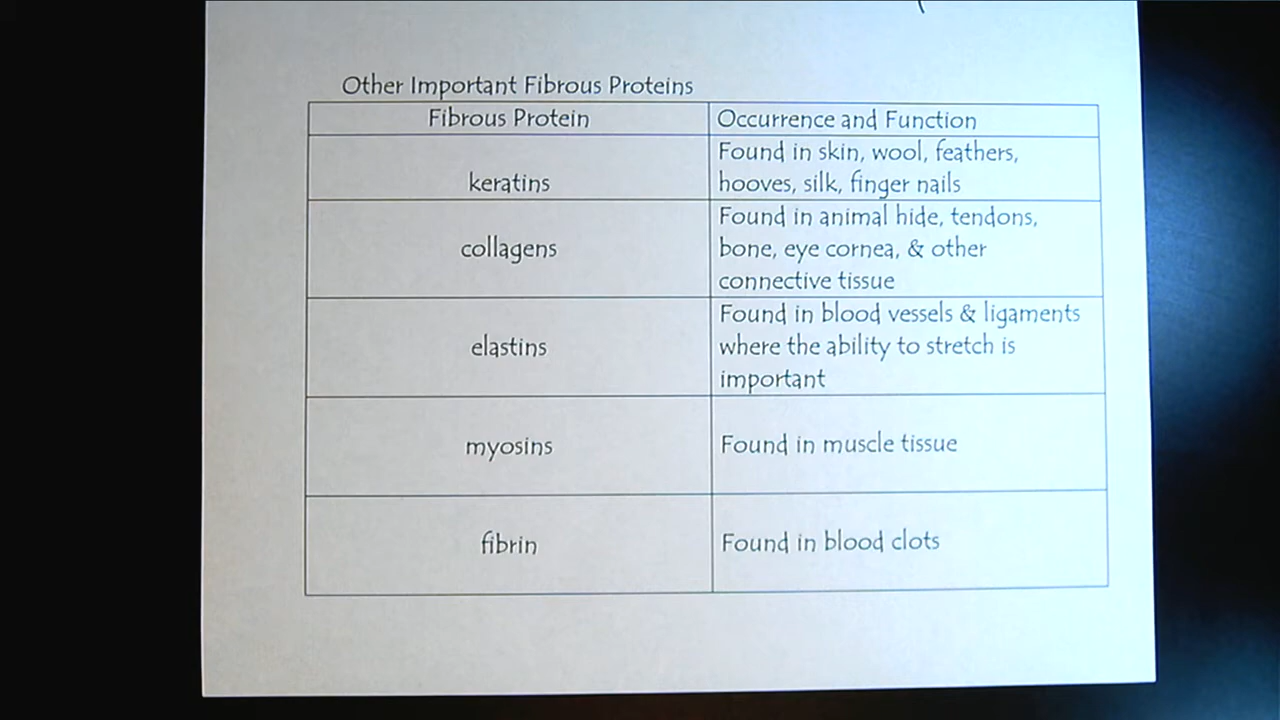 Other Important Fibrous Proteins
Fibrous Protein
Occurrence and Function
keratins
Found in skin, wool, feathers,
hooves, silk, finger nails
collagens
Found in animal hide, tendons,
bone, eye cornea, & other
connective tissue
elastins
Found in blood vessels & ligaments
where the ability to stretch is
important
myosins
Found in muscle tissue
fibrin
Found in blood clots